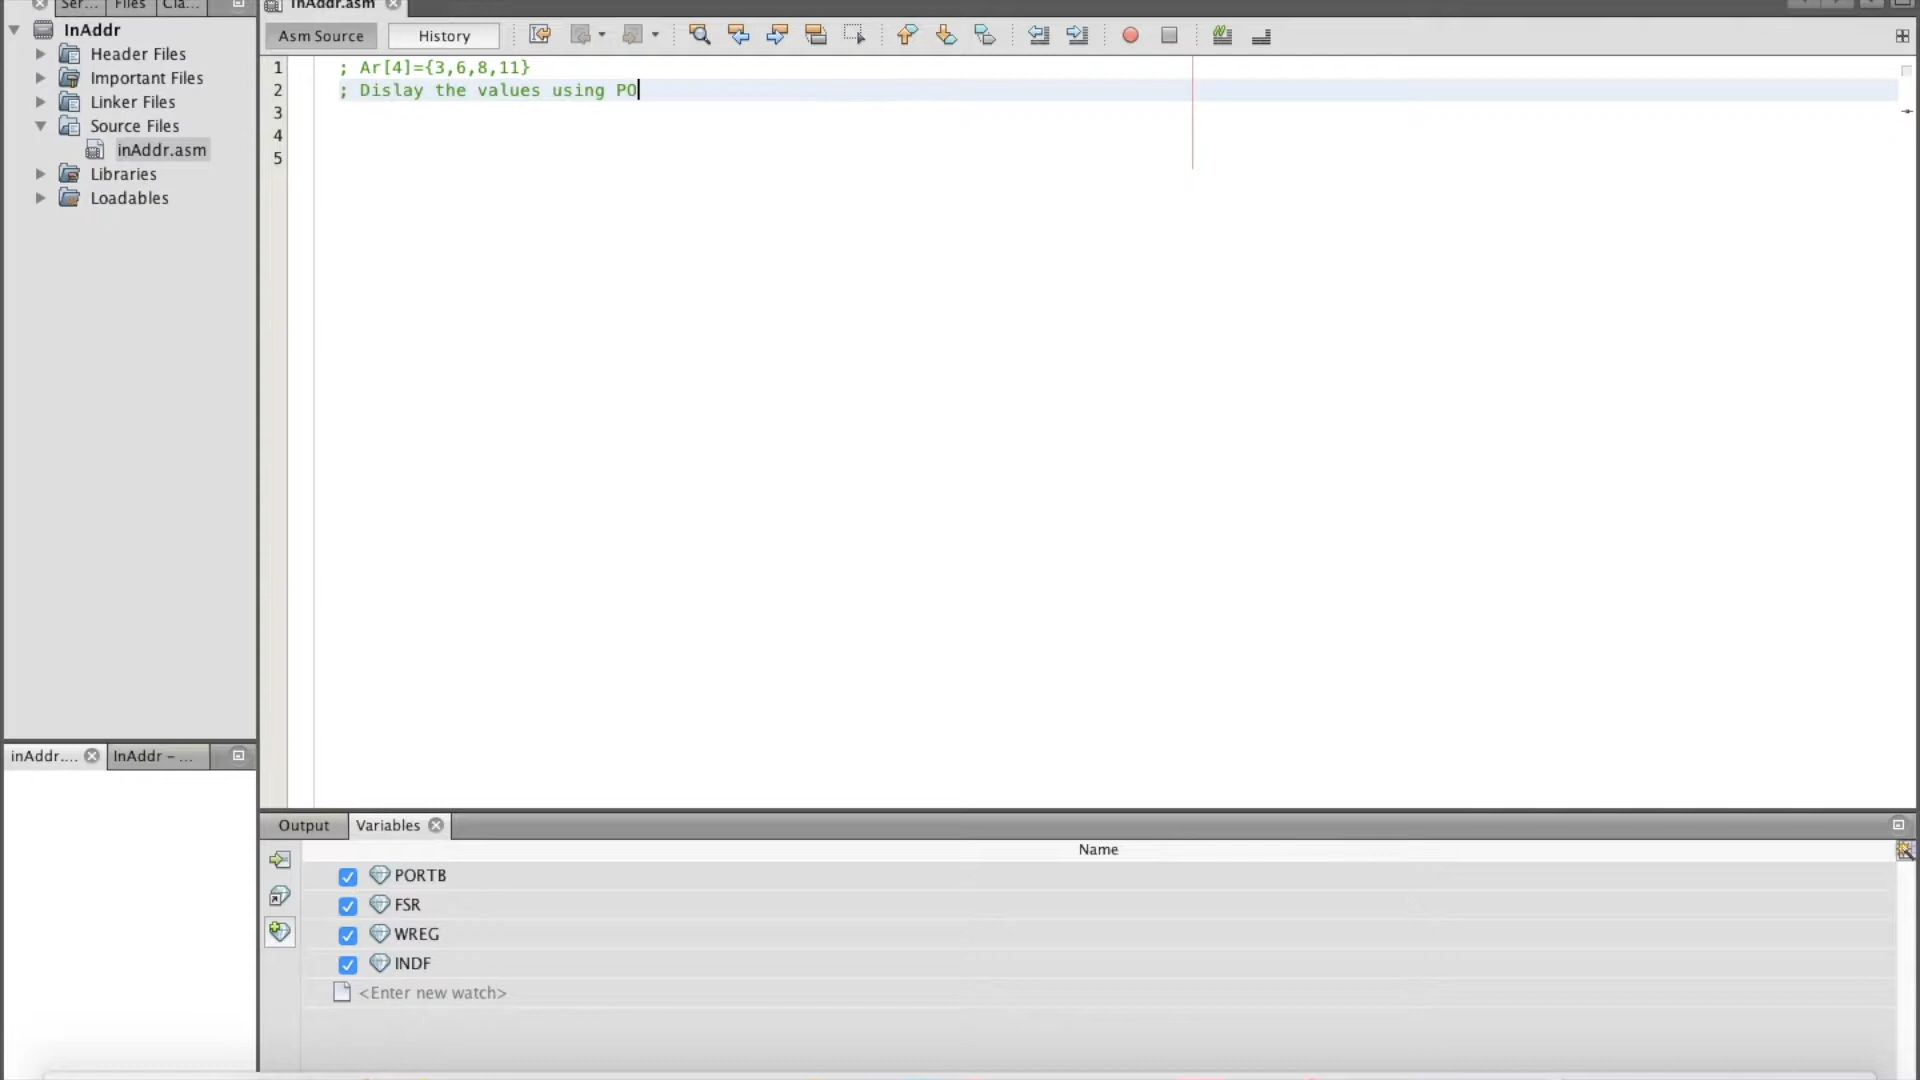 Ser... Files Cla... inAddr.asm
InAddr
Header Files
Important Files
Linker Files
Source Files
inAddr.asm
Libraries
Loadables
Asm Source History
1 ; Ar[4]={3,6,8,11}
2 ; Dislay the values using PO
3
4
5
inAddr.... InAddr – ...
Output Variables
Name
PORTB
FSR
WREG
INDF
<Enter new watch>